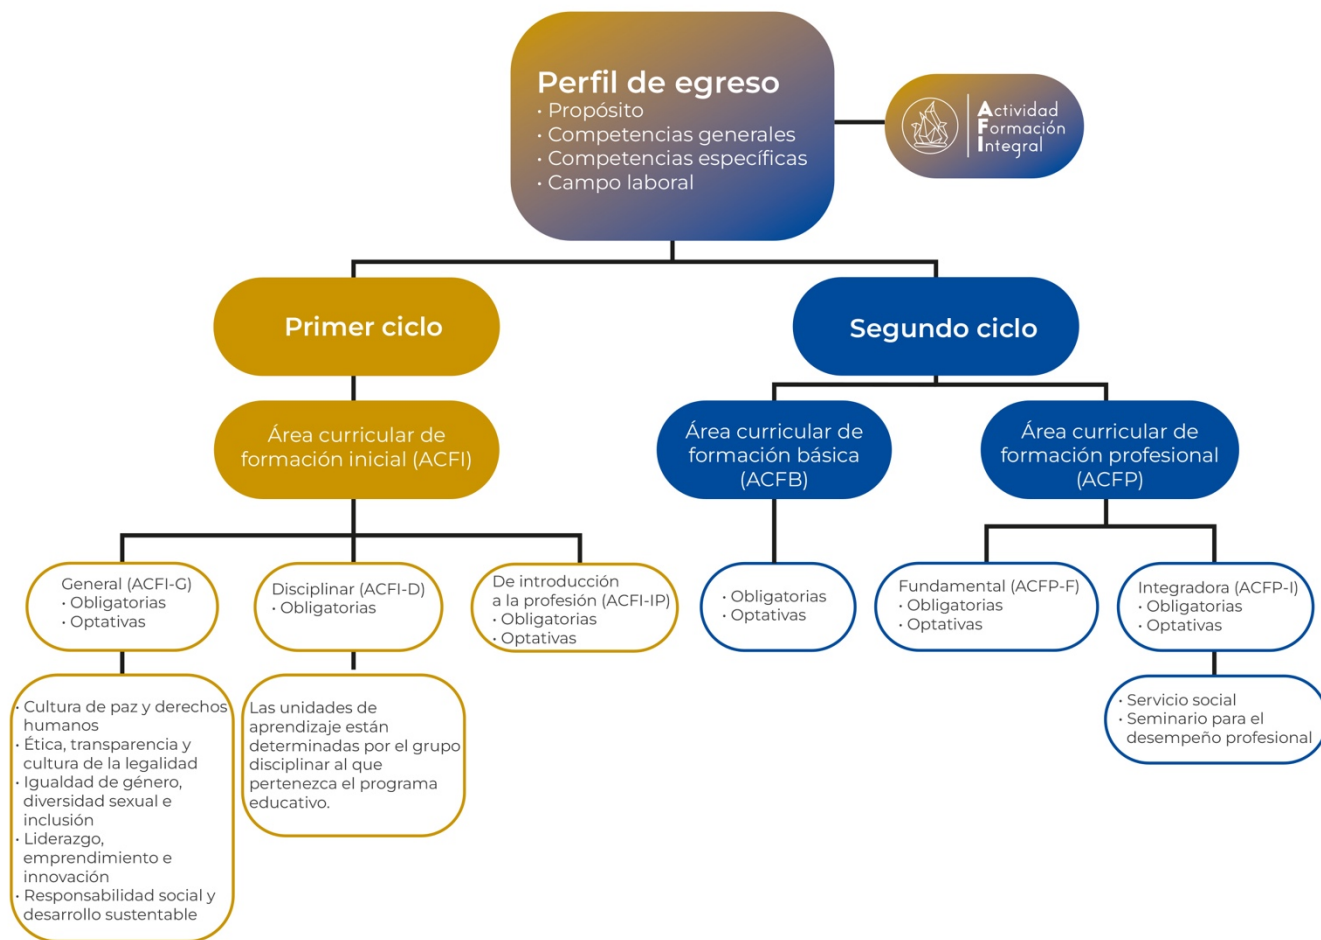 Perfil de egreso
· Propósito
· Competencias generales
· Competencias específicas
· Campo laboral
Actividad
Formación
Integral
Primer ciclo
Segundo ciclo
Área curricular de
formación inicial (ACFI)
Área curricular de
formación básica
(ACFB)
Área curricular de
formación profesional
(ACFP)
General (ACFI-G)
· Obligatorias
· Optativas
Disciplinar (ACFI-D)
· Obligatorias
De introducción
a la profesión (ACFI-IP)
· Obligatorias
· Optativas
· Obligatorias
· Optativas
Fundamental (ACFP-F)
· Obligatorias
· Optativas
Integradora (ACFP-I)
· Obligatorias
· Optativas
· Cultura de paz y derechos
humanos
· Ética, transparencia y
cultura de la legalidad
· Igualdad de género,
diversidad sexual e
inclusión
· Liderazgo,
emprendimiento e
innovación
· Responsabilidad social y
desarrollo sustentable
Las unidades de
aprendizaje están
determinadas por el grupo
disciplinar al que
pertenezca el programa
educativo.
· Servicio social
· Seminario para el
desempeño profesional